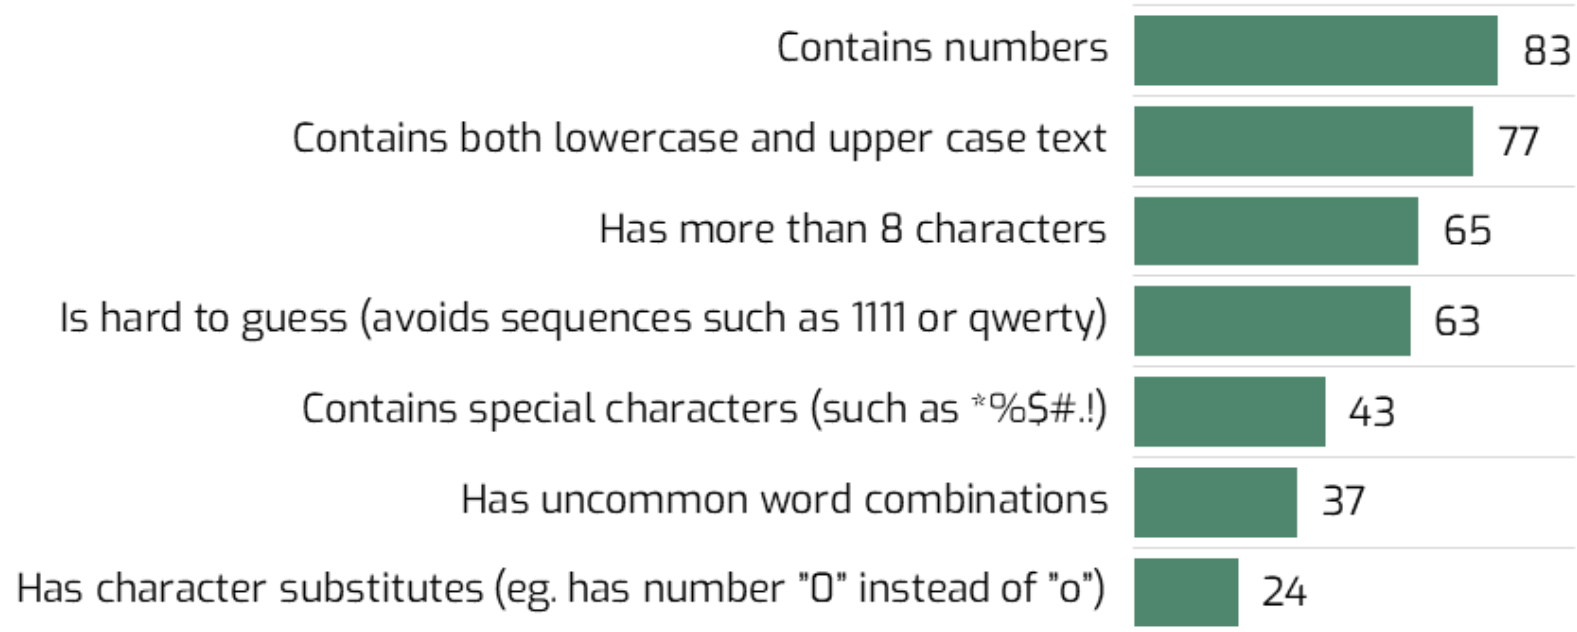 Contains numbers 83
Contains both lowercase and upper case text 77
Has more than 8 characters 65
Is hard to guess (avoids sequences such as 1111 or qwerty) 63
Contains special characters (such as *%$#.!) 43
Has uncommon word combinations 37
Has character substitutes (eg. has number "0" instead of "o") 24